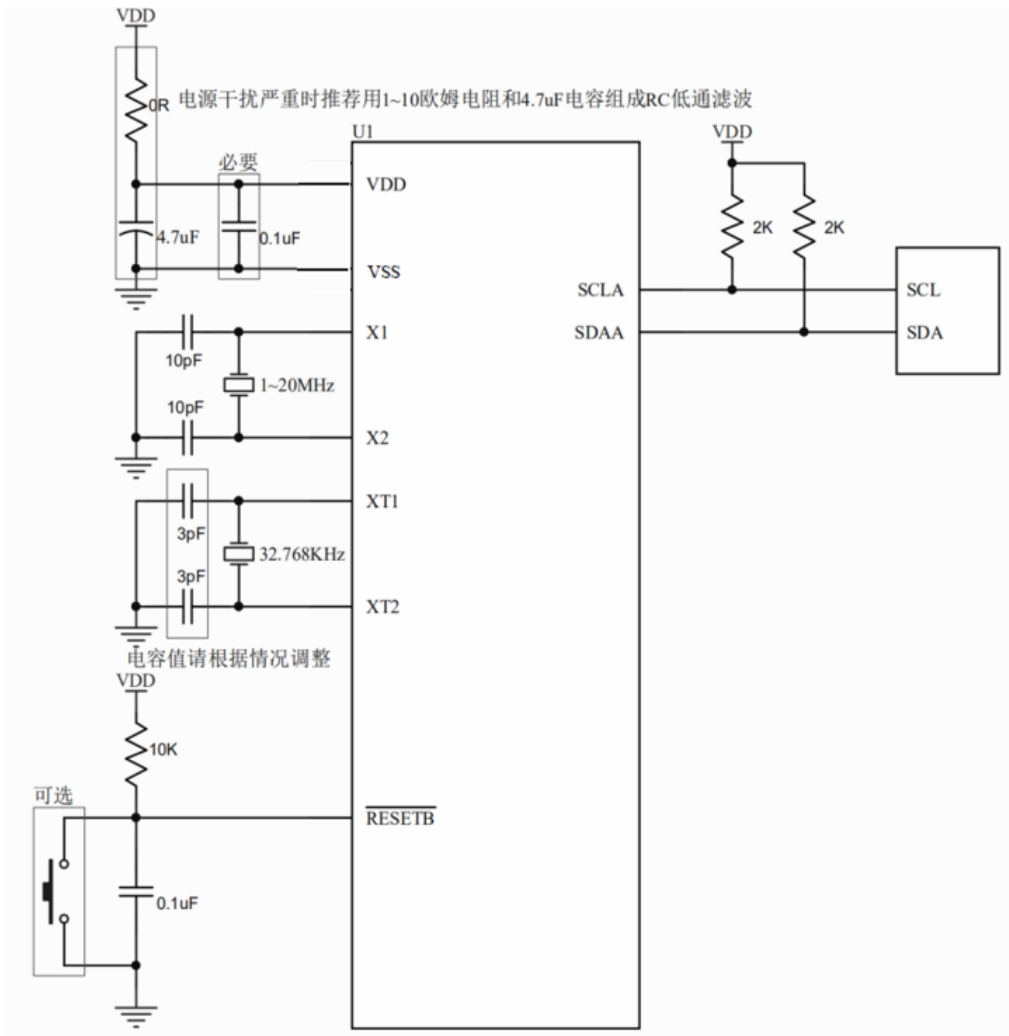 VDD
0R
电源干扰严重时推荐用1~10欧姆电阻和4.7uF电容组成RC低通滤波
U1
VDD
必要
VDD
4.7uF
0.1uF
2K
2K
VSS
SCLA
SCL
X1
SDAA
SDA
10pF
1~20MHz
10pF
X2
XT1
3pF
32.768KHz
3pF
XT2
电容值请根据情况调整
VDD
10K
可选
RESETB
0.1uF